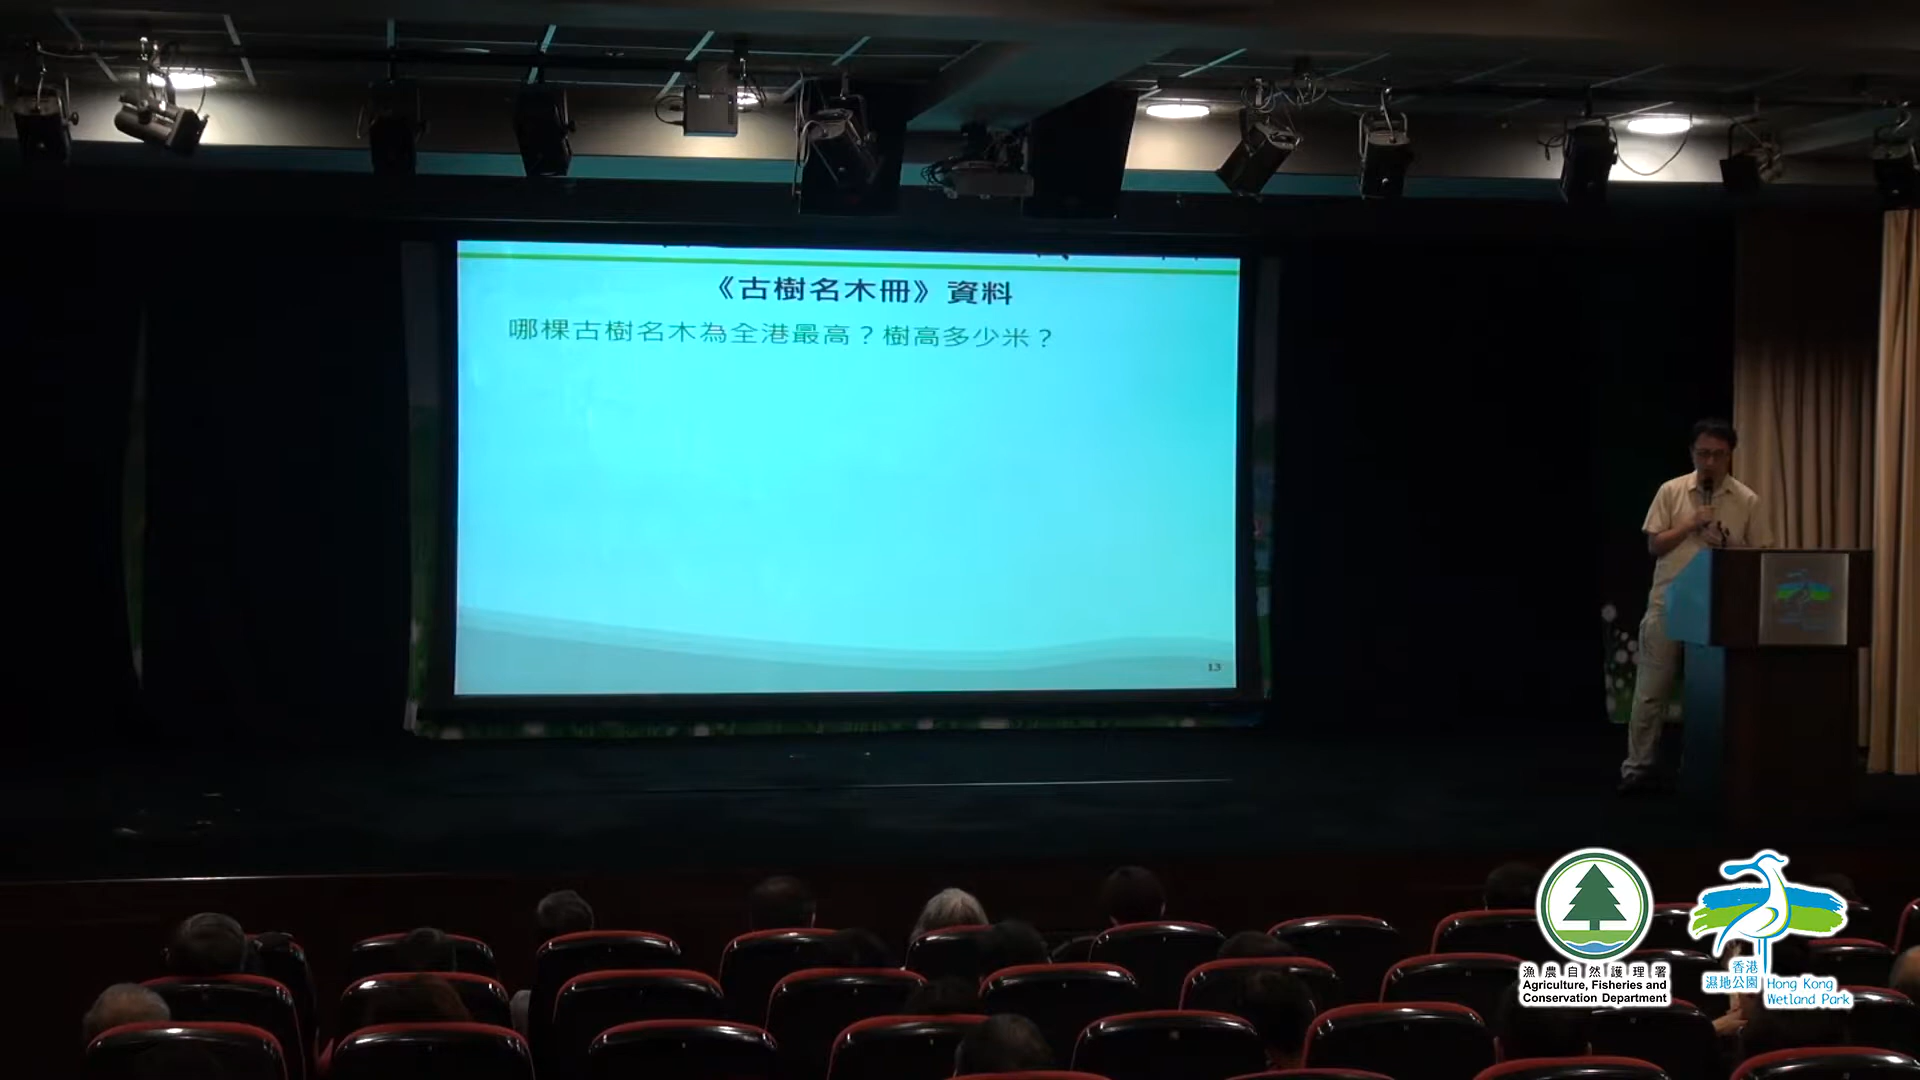 《古樹名木冊》資料
哪棵古樹名木為全港最高？樹高多少米？
13
漁農自然護理署
Agriculture, Fisheries and
Conservation Department
香港
濕地公園
Hong Kong
Wetland Park